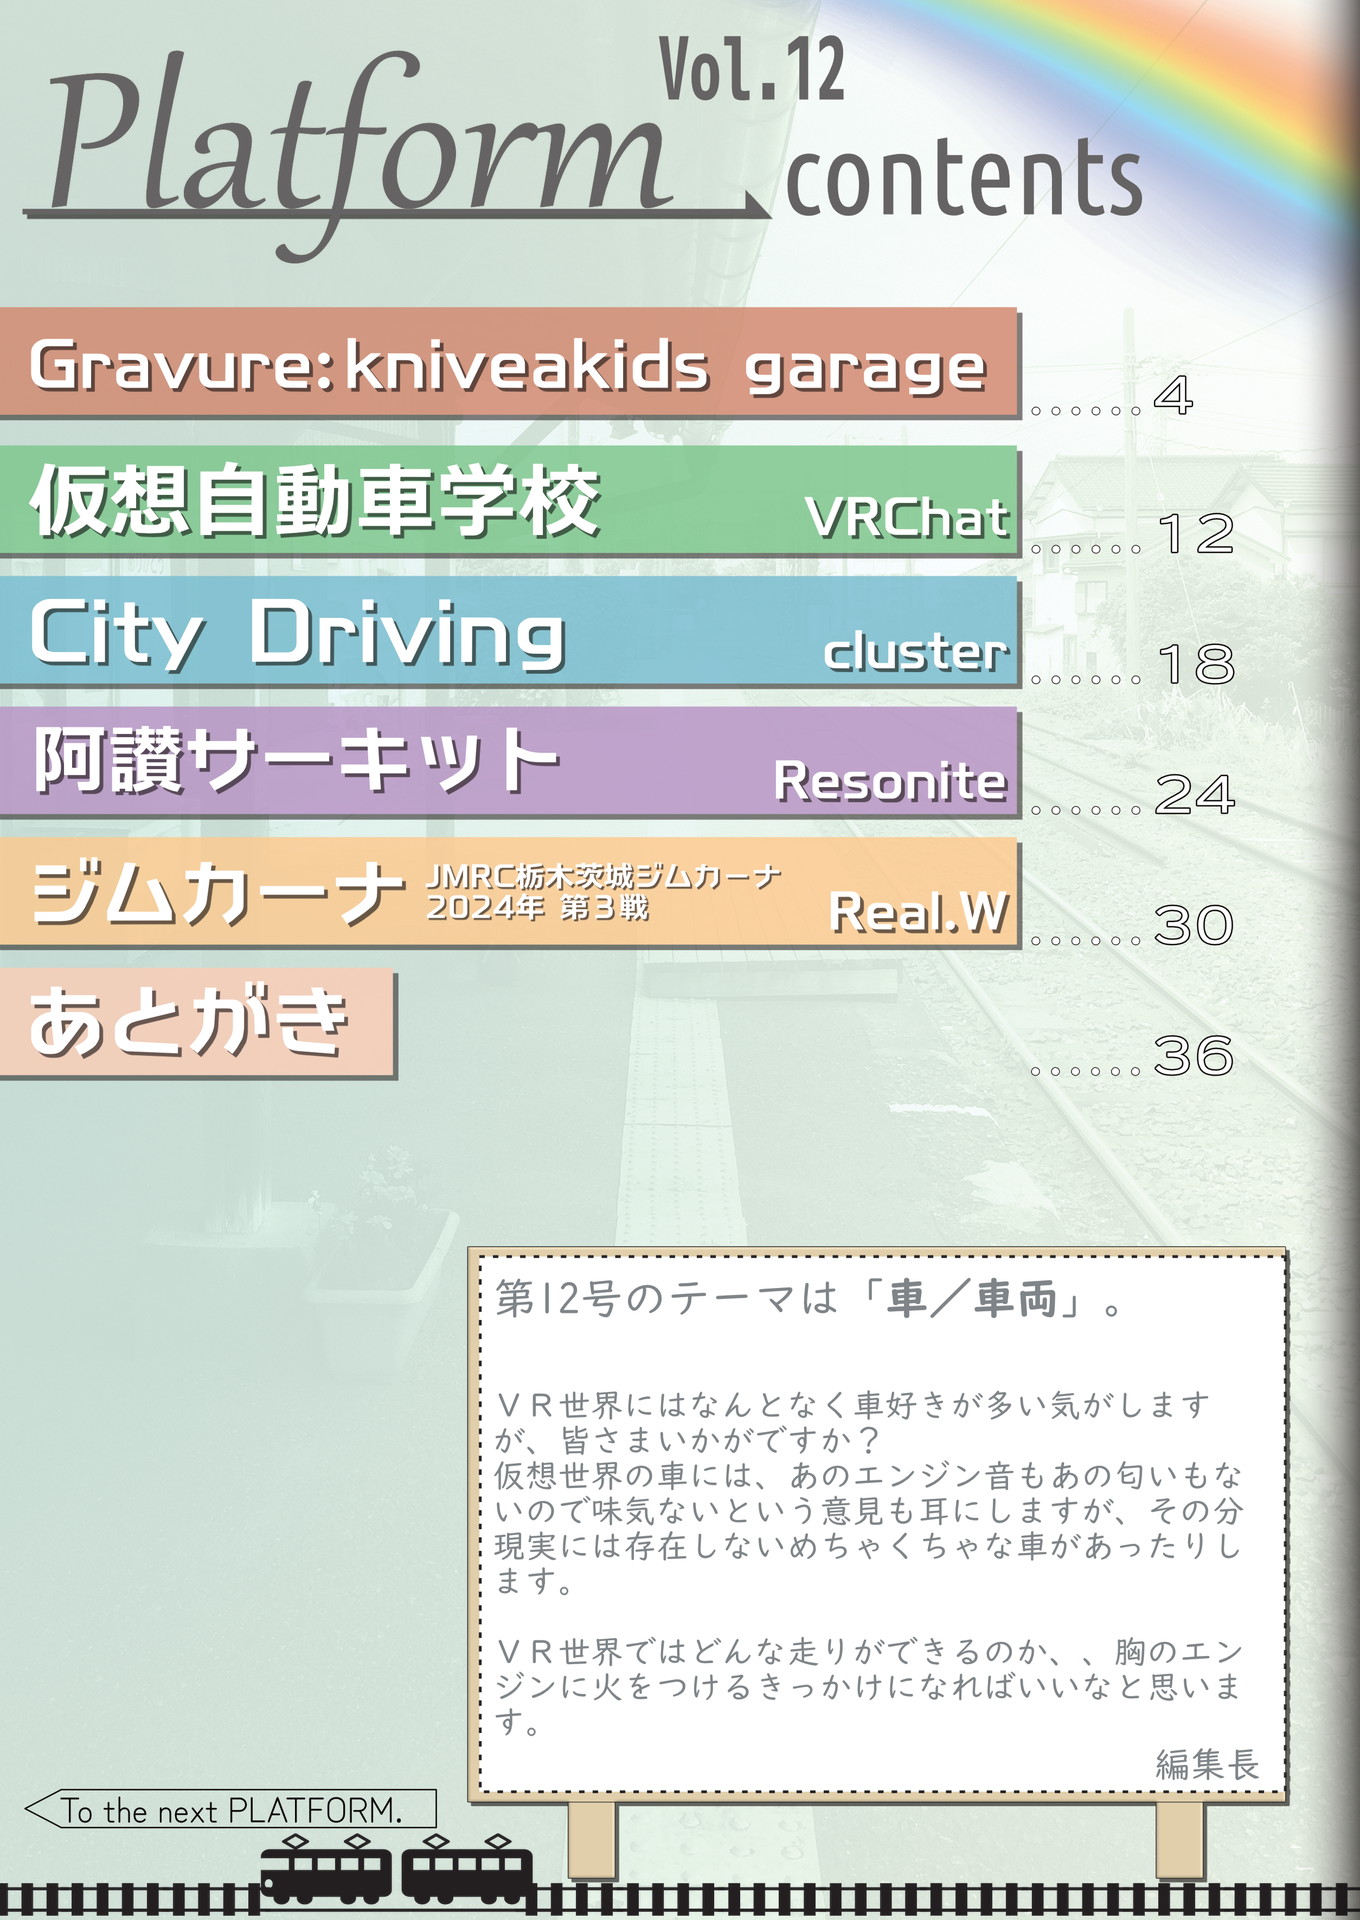 Platform Vol.12
contents
Gravure:kniveakids garage ......4
仮想自動車学校 VRChat ......12
City Driving cluster ......18
阿讃サーキット Resonite ......24
ジムカーナ JMRC栃木茨城ジムカーナ
2024年 第3戦 Real.W ......30
あとがき ......36
第12号のテーマは「車／車両」。
ＶＲ世界にはなんとなく車好きが多い気がします
が、皆さまいかがですか？
仮想世界の車には、あのエンジン音もあの匂いもな
いので味気ないという意見も耳にしますが、その分
現実には存在しないめちゃくちゃな車があったりし
ます。
ＶＲ世界ではどんな走りができるのか、、胸のエン
ジンに火をつけるきっかけになればいいなと思いま
す。
編集長
To the next PLATFORM.